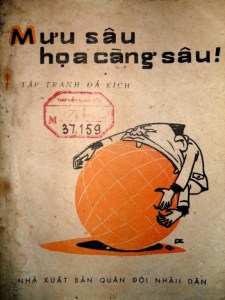 Mưu sâu
họa càng sâu!
TẬP TRANH ĐẢ KÍCH
M
37.159
NHÀ XUẤT BẢN QUÂN ĐỘI NHÂN DÂN